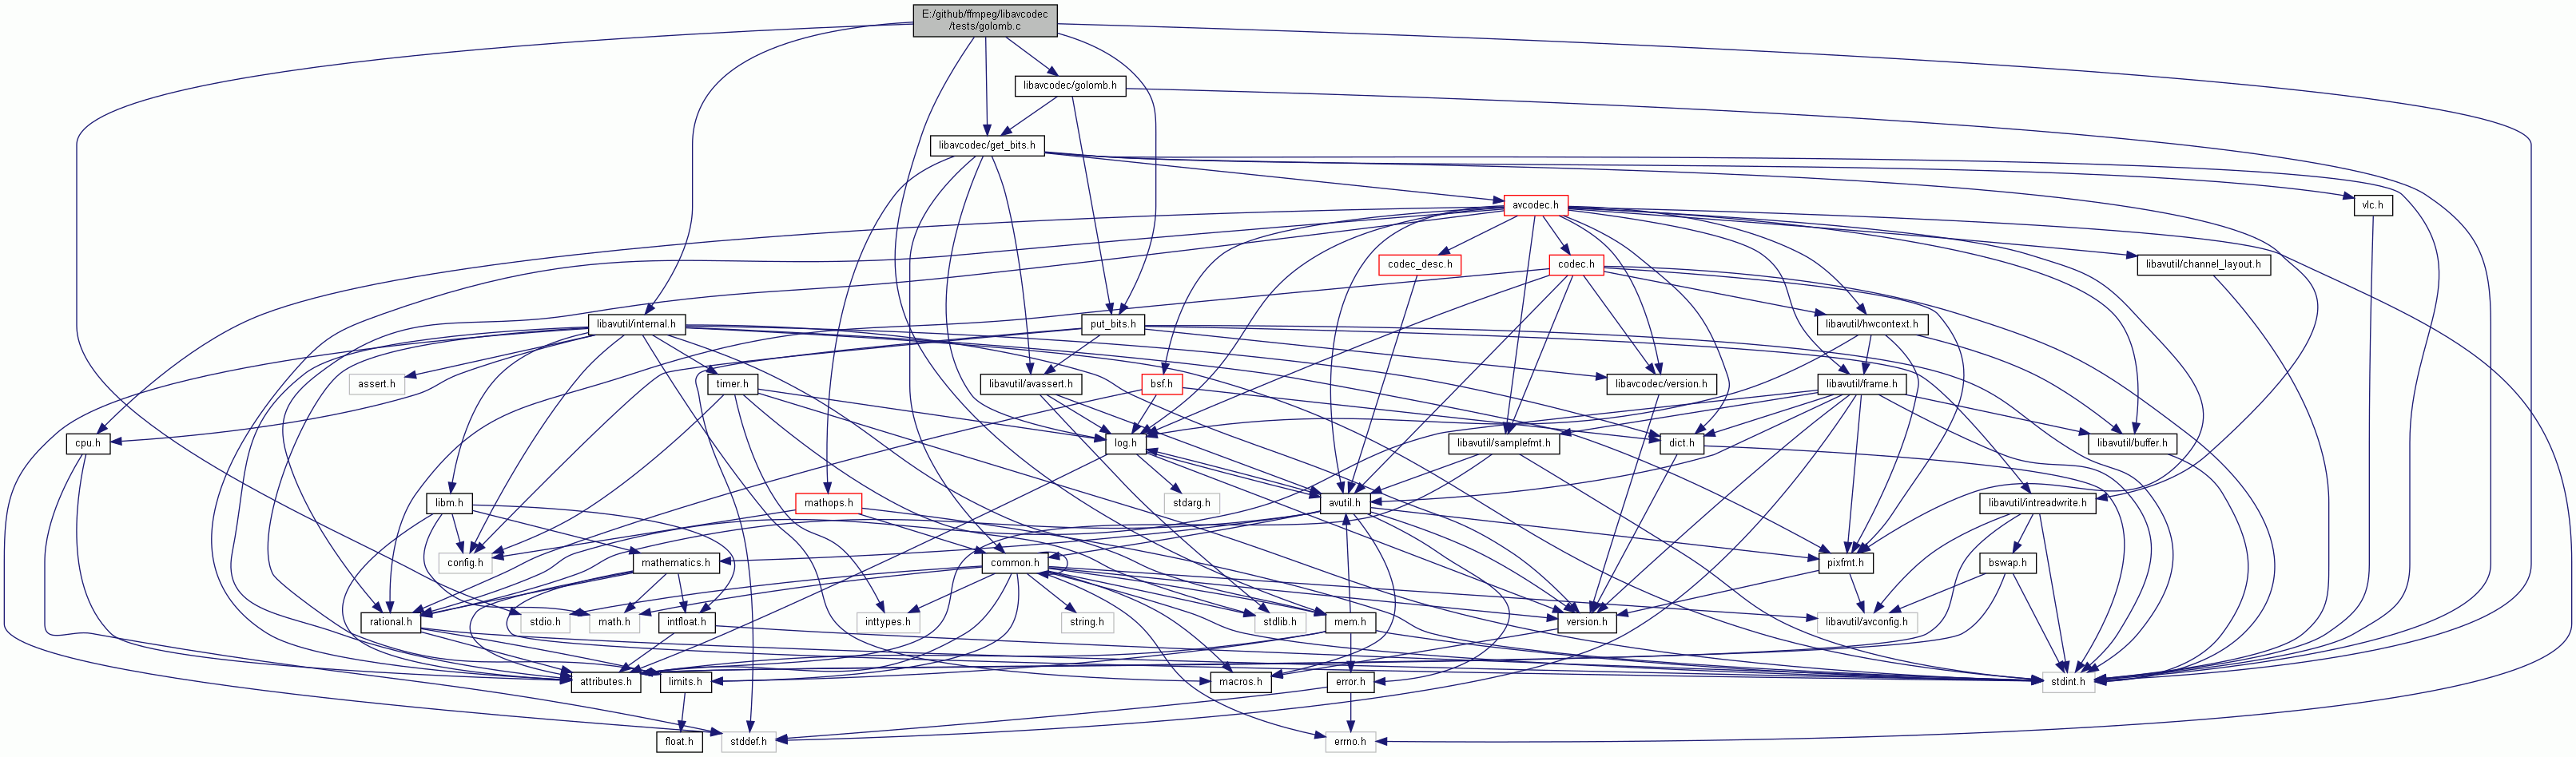 E:/github/ffmpeg/libavcodec
/tests/golomb.c
libavcodec/golomb.h
libavcodec/get_bits.h
avcodec.h
vlc.h
codec_desc.h
codec.h
libavutil/channel_layout.h
libavutil/internal.h
put_bits.h
libavutil/hwcontext.h
assert.h
timer.h
libavutil/avassert.h
bsf.h
libavcodec/version.h
libavutil/frame.h
cpu.h
log.h
libavutil/samplefmt.h
dict.h
libavutil/buffer.h
libm.h
mathops.h
stdarg.h
avutil.h
libavutil/intreadwrite.h
config.h
mathematics.h
common.h
pixfmt.h
bswap.h
rational.h
stdio.h
math.h
intfloat.h
inttypes.h
string.h
stdlib.h
mem.h
version.h
libavutil/avconfig.h
attributes.h
limits.h
macros.h
error.h
stdint.h
float.h
stddef.h
errno.h